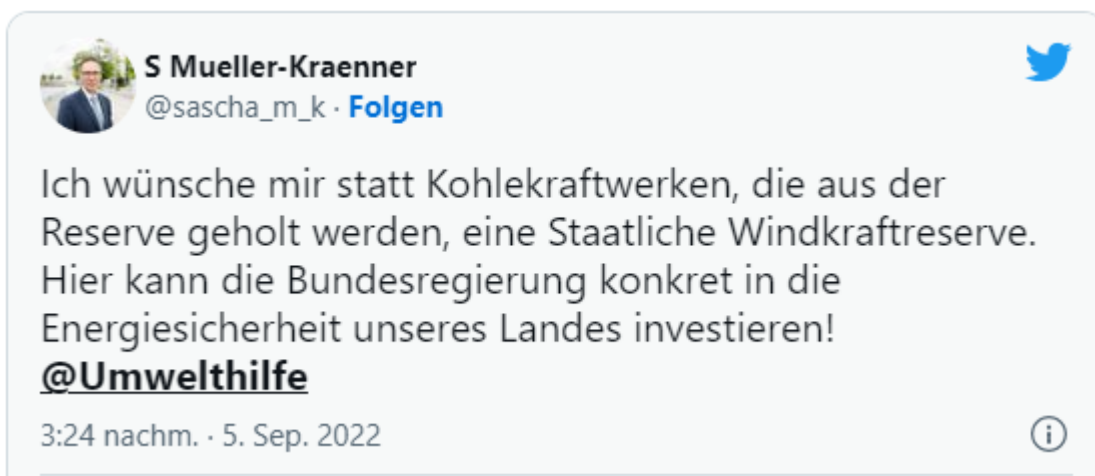 S Mueller-Kraenner
@sascha_m_k · Folgen
Ich wünsche mir statt Kohlekraftwerken, die aus der
Reserve geholt werden, eine Staatliche Windkraftreserve.
Hier kann die Bundesregierung konkret in die
Energiesicherheit unseres Landes investieren!
@Umwelthilfe
3:24 nachm. · 5. Sep. 2022